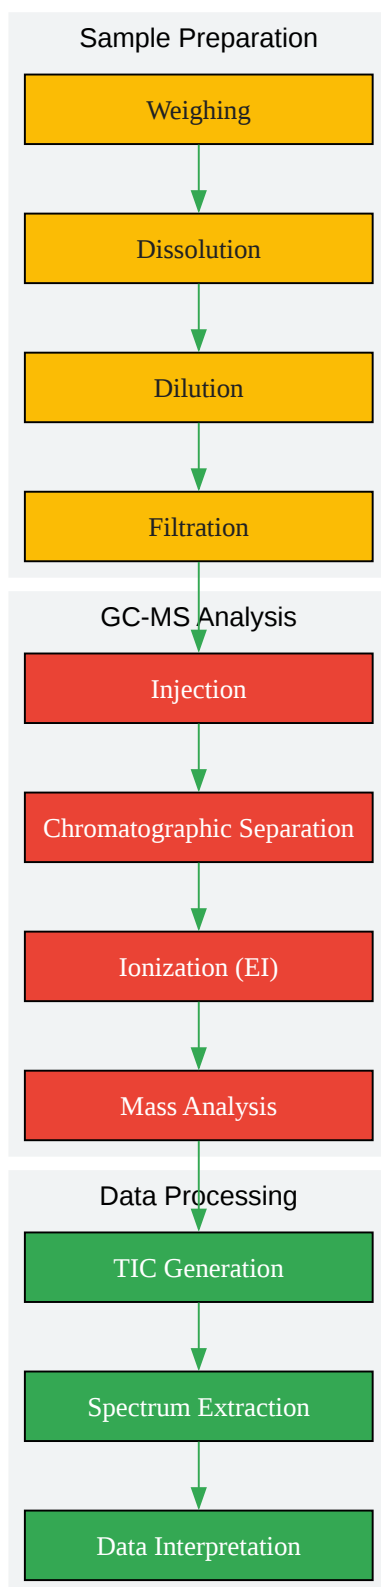 Sample Preparation
Weighing
Dissolution
Dilution
Filtration
GC-MS Analysis
Injection
Chromatographic Separation
Ionization (EI)
Mass Analysis
Data Processing
TIC Generation
Spectrum Extraction
Data Interpretation